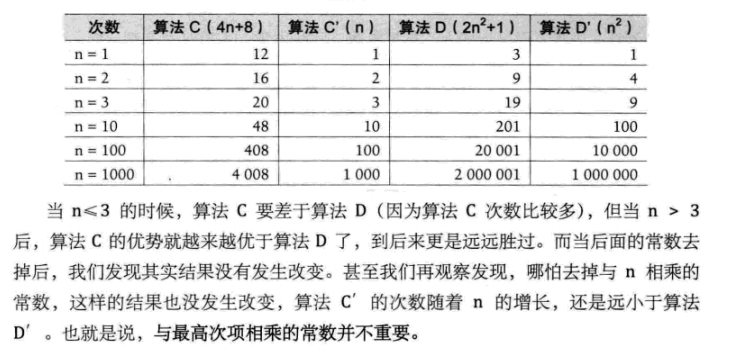 次数 算法 C（4n+8） 算法 C'（n） 算法 D（2n²+1） 算法 D'（n²）
n = 1 12 1 3 1
n = 2 16 2 9 4
n = 3 20 3 19 9
n = 10 48 10 201 100
n = 100 408 100 20 001 10 000
n = 1000 4 008 1 000 2 000 001 1 000 000
当 n≤3 的时候，算法 C 要差于算法 D（因为算法 C 次数比较多），但当 n > 3
后，算法 C 的优势就越来越优于算法 D 了，到后来更是远远胜过。而当后面的常数去
掉后，我们发现其实结果没有发生改变。甚至我们再观察发现，哪怕去掉与 n 相乘的
常数，这样的结果也没发生改变，算法 C′ 的次数随着 n 的增长，还是远小于算法
D′ 。也就是说，与最高次项相乘的常数并不重要。